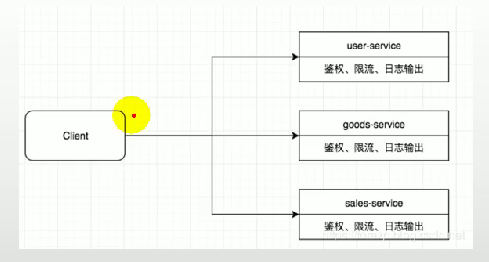 user-service
鉴权、限流、日志输出
Client
goods-service
鉴权、限流、日志输出
sales-service
鉴权、限流、日志输出